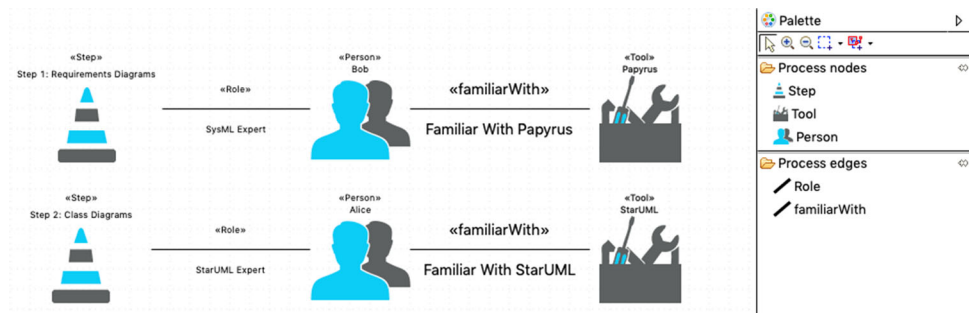 «Step»
Step 1: Requirements Diagrams
«Role»
SysML Expert
«Person»
Bob
«familiarWith»
Familiar With Papyrus
«Tool»
Papyrus
«Step»
Step 2: Class Diagrams
«Role»
StarUML Expert
«Person»
Alice
«familiarWith»
Familiar With StarUML
«Tool»
StarUML
Palette
Process nodes
Step
Tool
Person
Process edges
Role
familiarWith